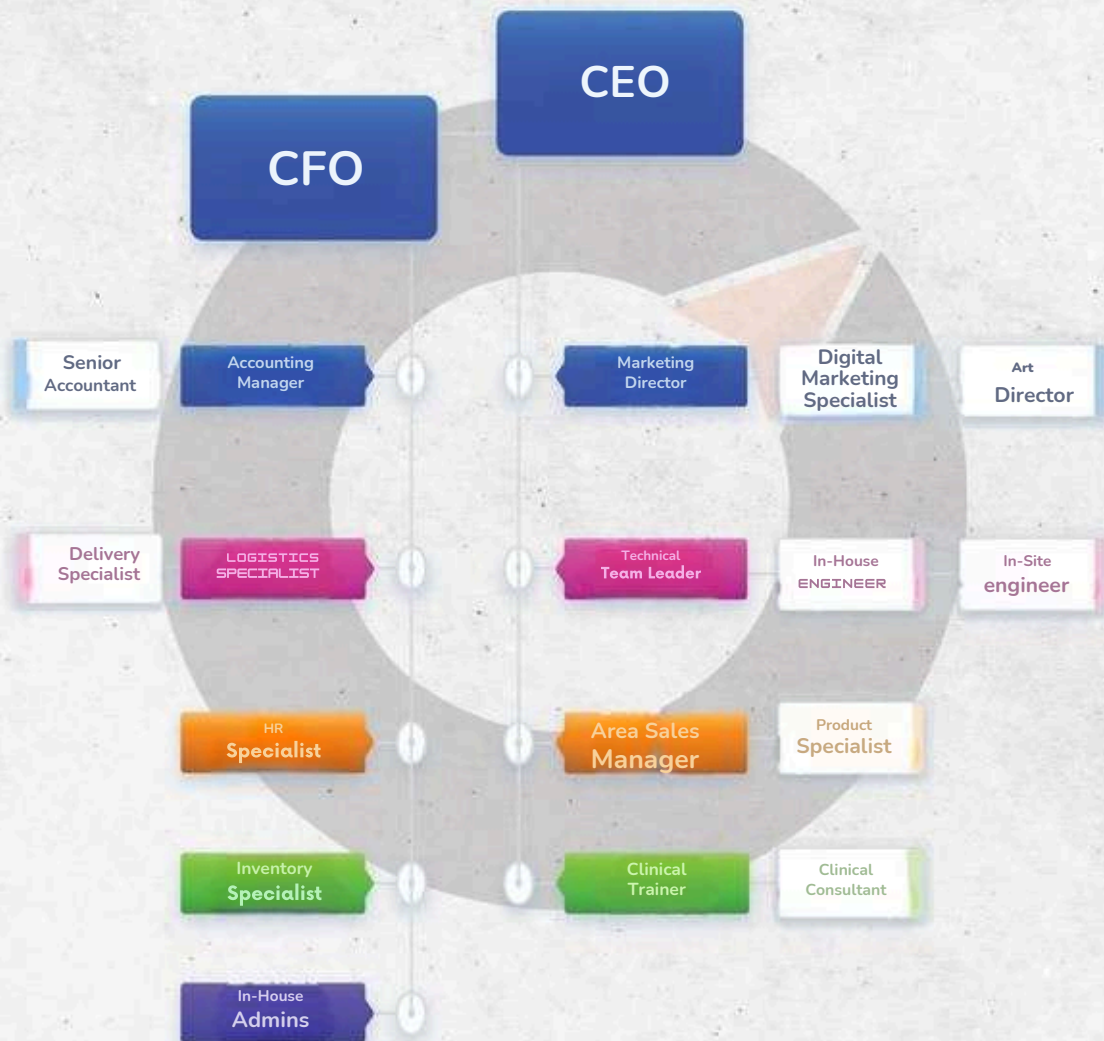 CEO
CFO
Senior
Accountant
Accounting
Manager
Marketing
Director
Digital
Marketing
Specialist
Art
Director
Delivery
Specialist
LOGISTICS
SPECIALIST
Technical
Team Leader
In-House
ENGINEER
In-Site
engineer
HR
Specialist
Area Sales
Manager
Product
Specialist
Inventory
Specialist
Clinical
Trainer
Clinical
Consultant
In-House
Admins